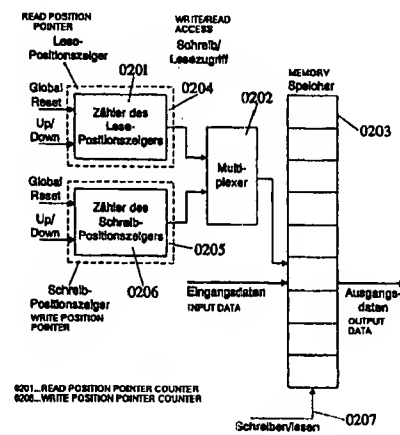 READ POSITION
POINTER
Lese-
Positionszeiger
WRITE/READ
ACCESS
Schreib/
Lesezugriff
0201
0204
0202
MEMORY
Speicher
0203
Global
Reset
Up/
Down
Zähler des
Lese-
Positionszeigers
Multi-
plexer
Global
Reset
Up/
Down
Zähler des
Schreib-
Positionszeigers
0205
0206
Schreib-
Positionszeiger
WRITE POSITION
POINTER
Eingangsdaten
INPUT DATA
Ausgangs-
daten
OUTPUT
DATA
0201...READ POSITION POINTER COUNTER
0206...WRITE POSITION POINTER COUNTER
Schreiben/lesen
0207